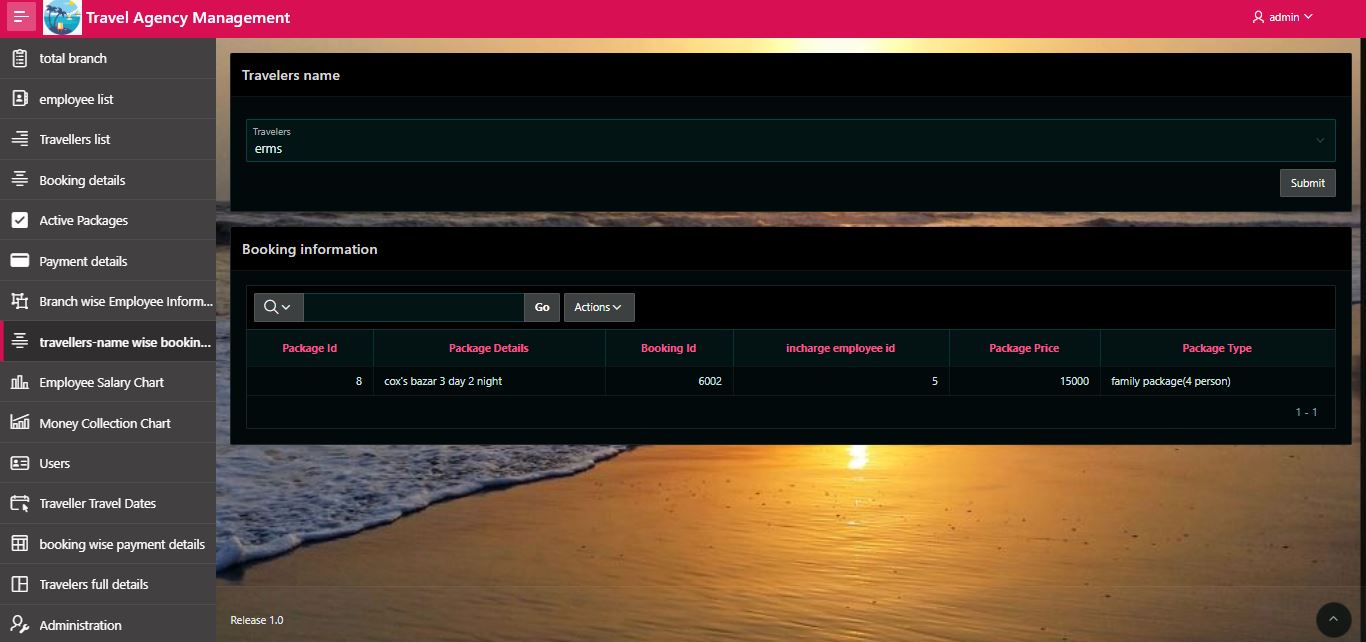 Travel Agency Management
admin
total branch
employee list
Travellers list
Booking details
Active Packages
Payment details
Branch wise Employee Inform...
travellers-name wise bookin...
Employee Salary Chart
Money Collection Chart
Users
Traveller Travel Dates
booking wise payment details
Travelers full details
Administration
Travelers name
Travelers
erms
Submit
Booking information
Go Actions
Package Id Package Details Booking Id incharge employee id Package Price Package Type
8 cox's bazar 3 day 2 night 6002 5 15000 family package(4 person)
1 - 1
Release 1.0